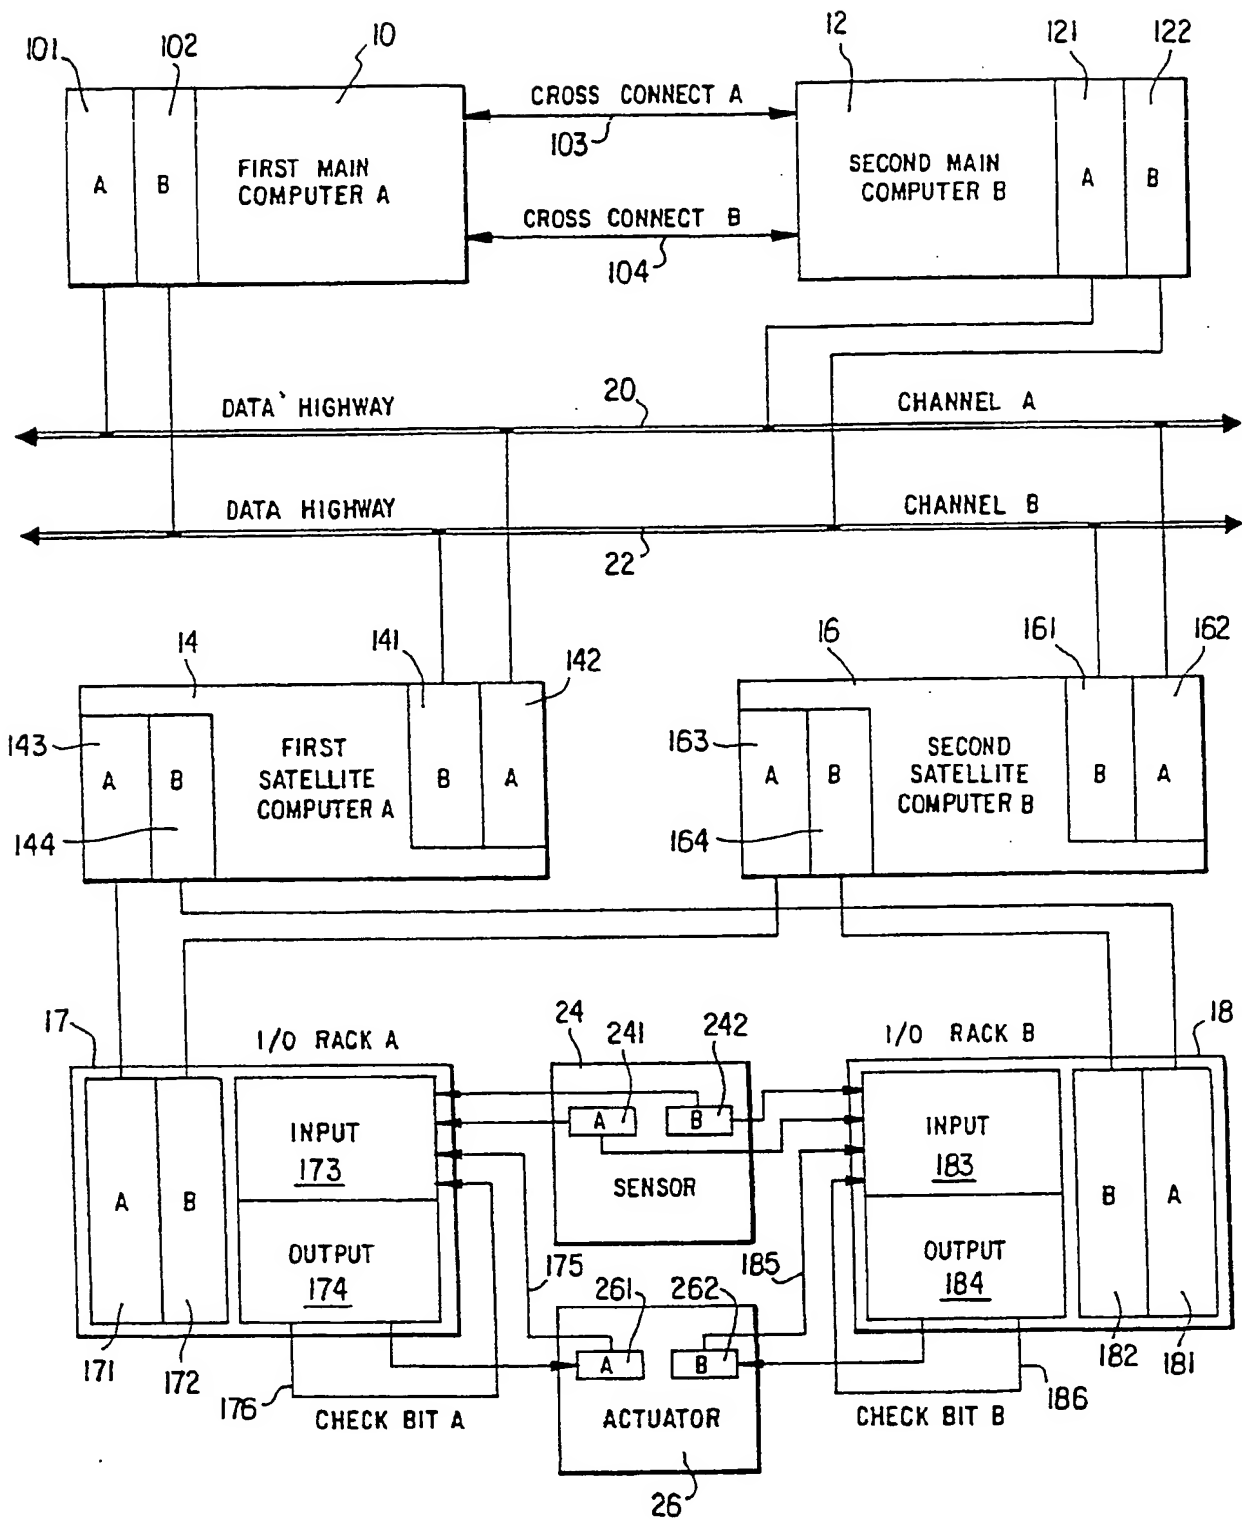 101 102 10 12 121 122
CROSS CONNECT A
103
A B FIRST MAIN COMPUTER A
SECOND MAIN COMPUTER B A B
CROSS CONNECT B
104
DATA HIGHWAY 20 CHANNEL A
DATA HIGHWAY 22 CHANNEL B
14 141 142 16 161 162
143 A B 144
FIRST
SATELLITE
COMPUTER A
B A
163 A B 164
SECOND
SATELLITE
COMPUTER B
B A
17 I/O RACK A 24 241 242 I/O RACK B 18
A B
INPUT
173
OUTPUT
174
A B
SENSOR
INPUT
183
OUTPUT
184
B A
175 185
171 172 261 262 182 181
A B
176 186
CHECK BIT A ACTUATOR CHECK BIT B
26